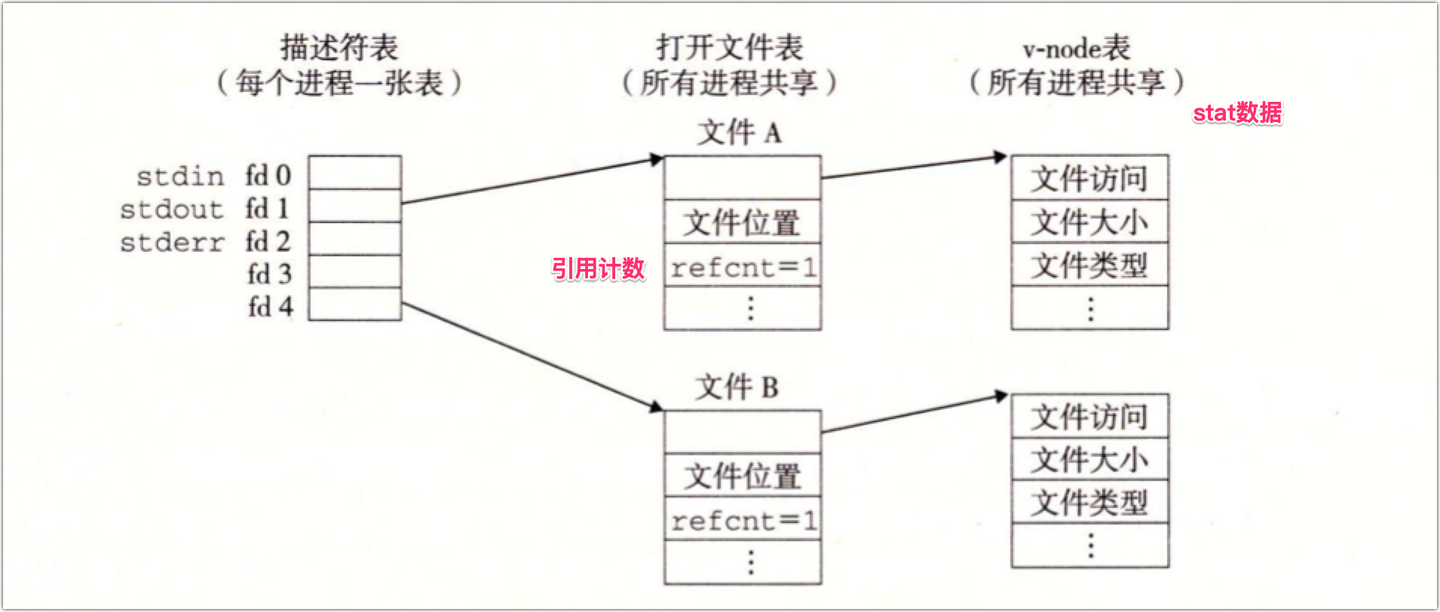 描述符表
（每个进程一张表）
打开文件表
（所有进程共享）
v-node表
（所有进程共享）
stat数据
stdin fd 0
stdout fd 1
stderr fd 2
fd 3
fd 4
文件 A
文件位置
引用计数
refcnt=1
⋮
文件访问
文件大小
文件类型
⋮
文件 B
文件位置
refcnt=1
⋮
文件访问
文件大小
文件类型
⋮